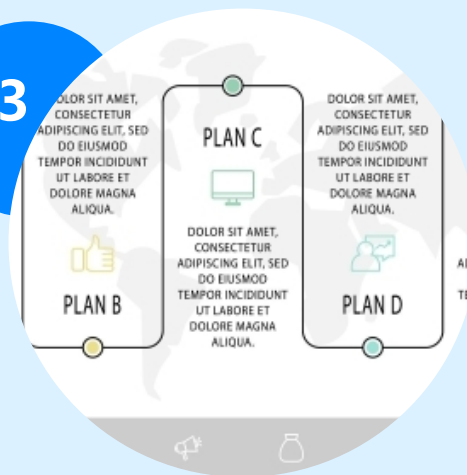 3
DOLOR SIT AMET,
CONSECTETUR
ADIPISCING ELIT, SED
DO EIUSMOD
TEMPOR INCIDIDUNT
UT LABORE ET
DOLORE MAGNA
ALIQUA.
PLAN B
PLAN C
DOLOR SIT AMET,
CONSECTETUR
ADIPISCING ELIT, SED
DO EIUSMOD
TEMPOR INCIDIDUNT
UT LABORE ET
DOLORE MAGNA
ALIQUA.
DOLOR SIT AMET,
CONSECTETUR
ADIPISCING ELIT, SED
DO EIUSMOD
TEMPOR INCIDIDUNT
UT LABORE ET
DOLORE MAGNA
ALIQUA.
PLAN D